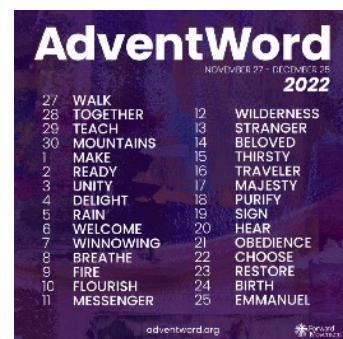 AdventWord
NOVEMBER 27 - DECEMBER 25
2022
27 WALK
28 TOGETHER
29 TEACH
30 MOUNTAINS
1 MAKE
2 READY
3 UNITY
4 DELIGHT
5 RAIN
6 WELCOME
7 WINNOWING
8 BREATHE
9 FIRE
10 FLOURISH
11 MESSENGER
12 WILDERNESS
13 STRANGER
14 BELOVED
15 THIRSTY
16 TRAVELER
17 MAJESTY
18 PURIFY
19 SIGN
20 HEAR
21 OBEDIENCE
22 CHOOSE
23 RESTORE
24 BIRTH
25 EMMANUEL
adventword.org
Forward
Movement